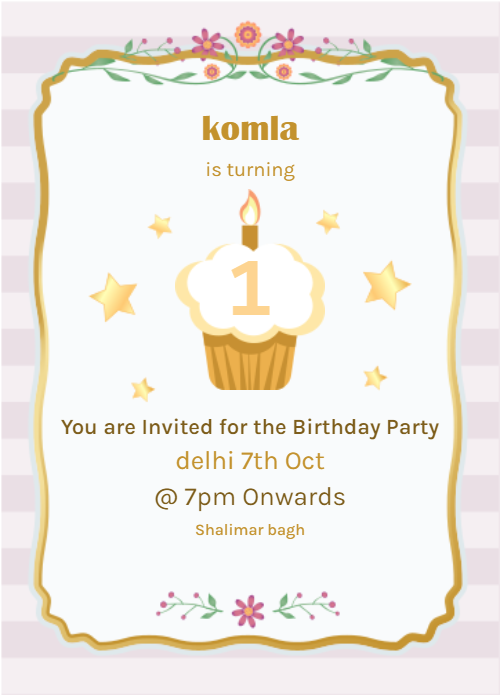 komla
is turning
1
You are Invited for the Birthday Party
delhi 7th Oct
@ 7pm Onwards
Shalimar bagh